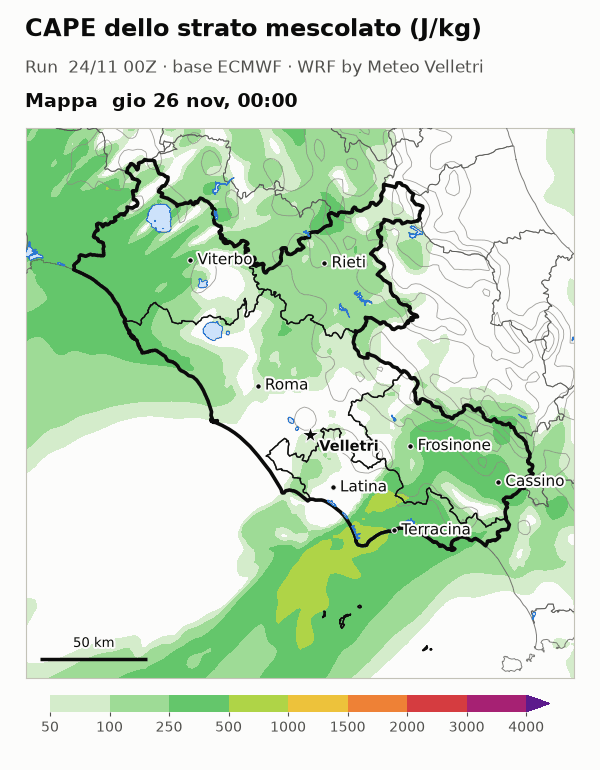 CAPE dello strato mescolato (J/kg)
Run  24/11 00Z · base ECMWF · WRF by Meteo Velletri
Mappa  gio 26 nov, 00:00
Viterbo
Rieti
Roma
Velletri
Frosinone
Cassino
Latina
Terracina
50 km
50 100 250 500 1000 1500 2000 3000 4000